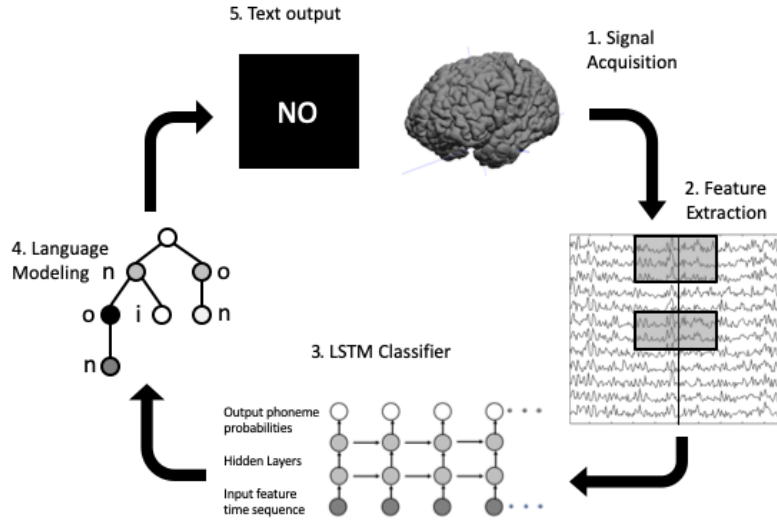 5. Text output
NO
1. Signal
Acquisition
2. Feature
Extraction
4. Language
Modeling
n
o
o
i
n
n
3. LSTM Classifier
Output phoneme
probabilities
Hidden Layers
Input feature
time sequence